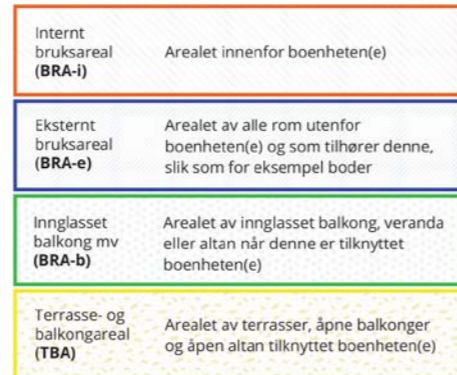 Internt
bruksareal
(BRA-i)
Arealet innenfor boenheten(e)
Eksternt
bruksareal
(BRA-e)
Arealet av alle rom utenfor
boenheten(e) og som tilhører denne,
slik som for eksempel boder
Innglasset
balkong mv
(BRA-b)
Arealet av innglasset balkong, veranda
eller altan når denne er tilknyttet
boenheten(e)
Terrasse- og
balkongareal
(TBA)
Arealet av terrasser, åpne balkonger
og åpen altan tilknyttet boenheten(e)